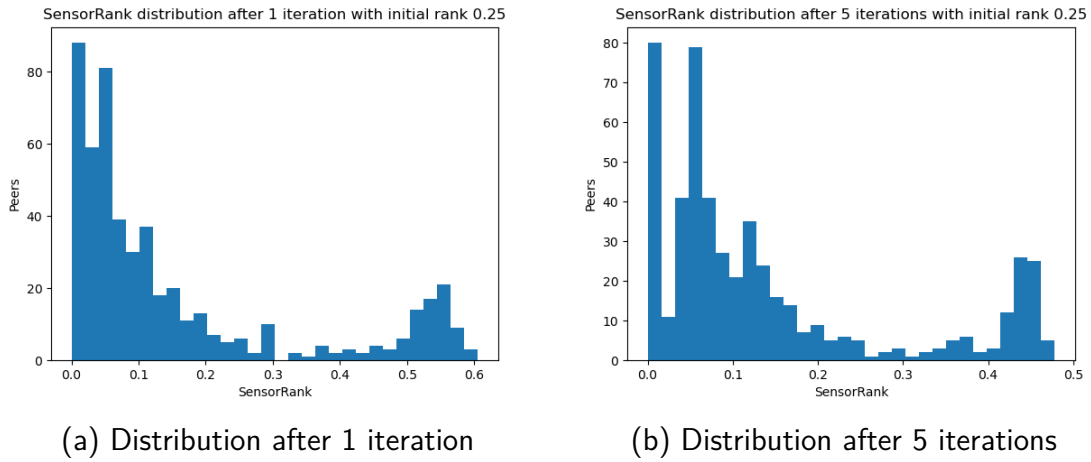 SensorRank distribution after 1 iteration with initial rank 0.25
80
60
40
20
0
Peers
0.0 0.1 0.2 0.3 0.4 0.5 0.6
SensorRank
(a) Distribution after 1 iteration
SensorRank distribution after 5 iterations with initial rank 0.25
80
70
60
50
40
30
20
10
0
Peers
0.0 0.1 0.2 0.3 0.4 0.5
SensorRank
(b) Distribution after 5 iterations